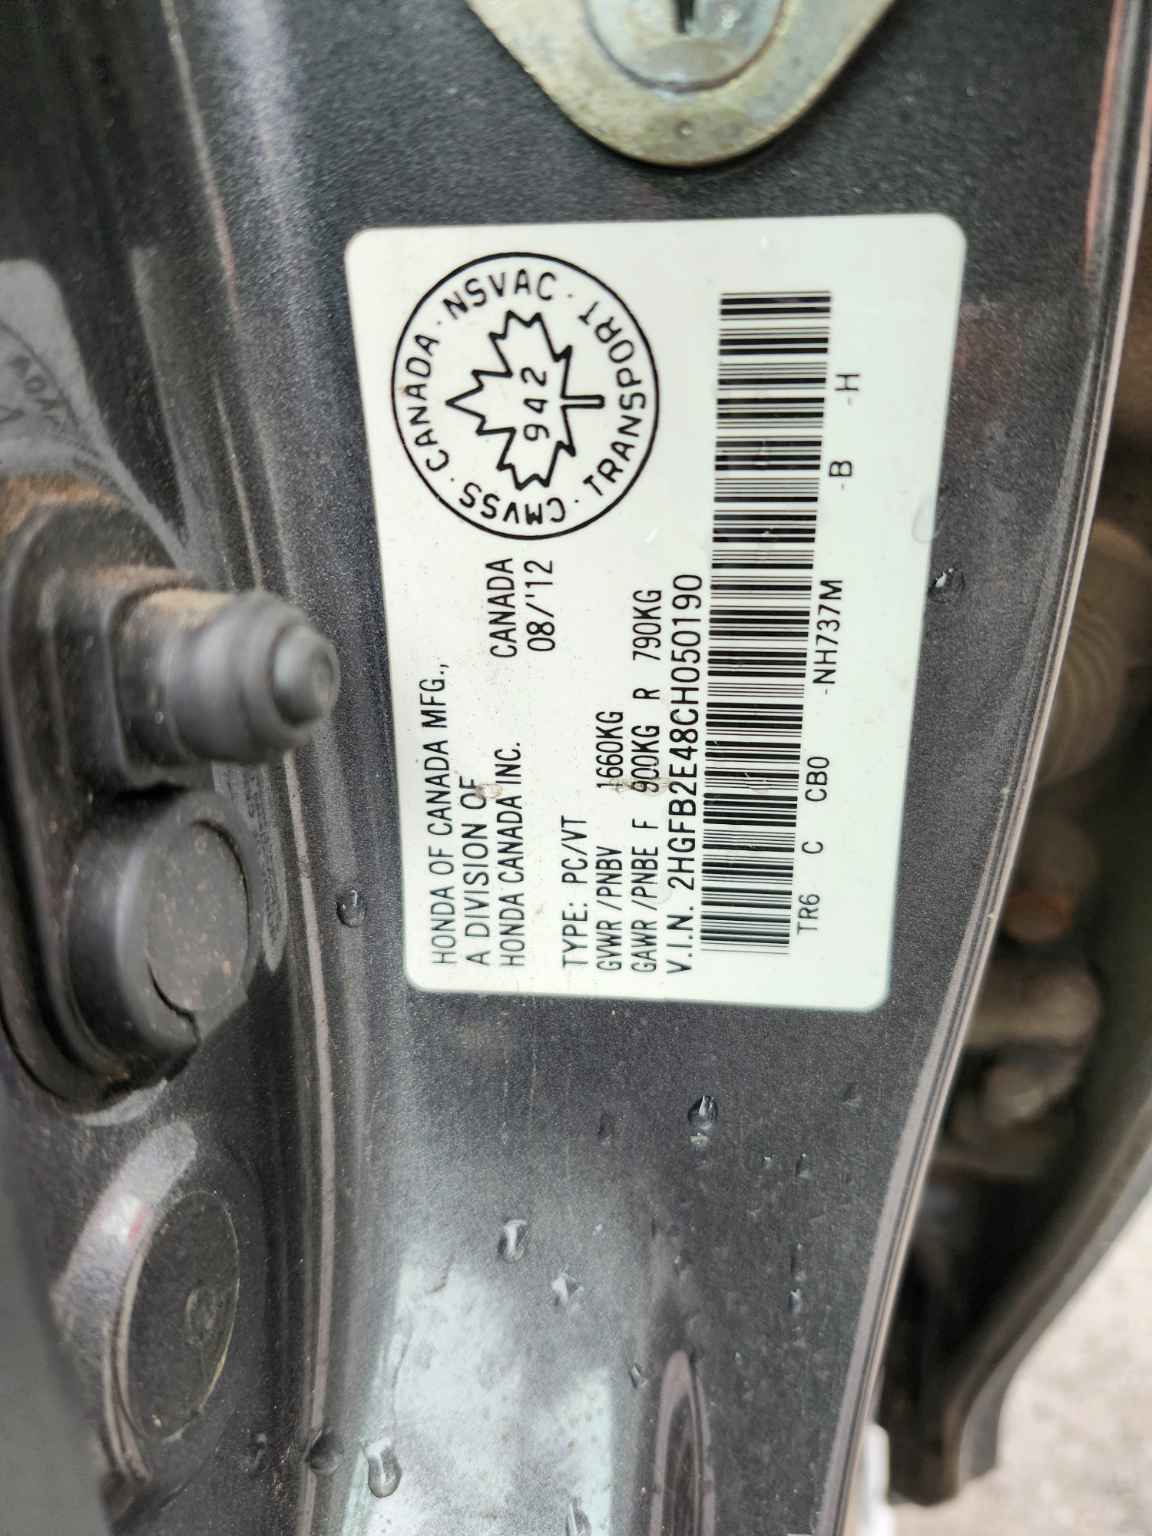 HONDA OF CANADA MFG.,
A DIVISION OF
HONDA CANADA INC.
CANADA
08/'12
CANADA · NSVAC · TRANSPORT · CMVSS ·
942
TYPE: PC/VT
GVWR /PNBV 1660KG
GAWR /PNBE F 900KG R 790KG
V.I.N. 2HGFB2E48CH050190
TR6 C CB0 -NH737M -B -H